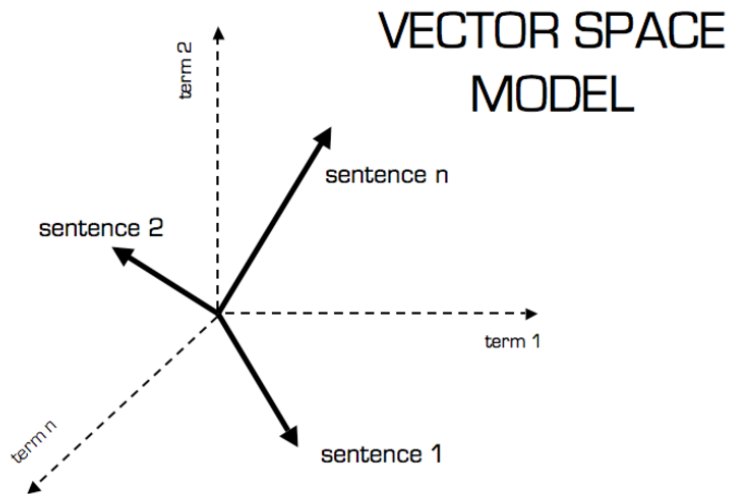 VECTOR SPACE
MODEL
term 2
sentence n
sentence 2
term 1
term n
sentence 1